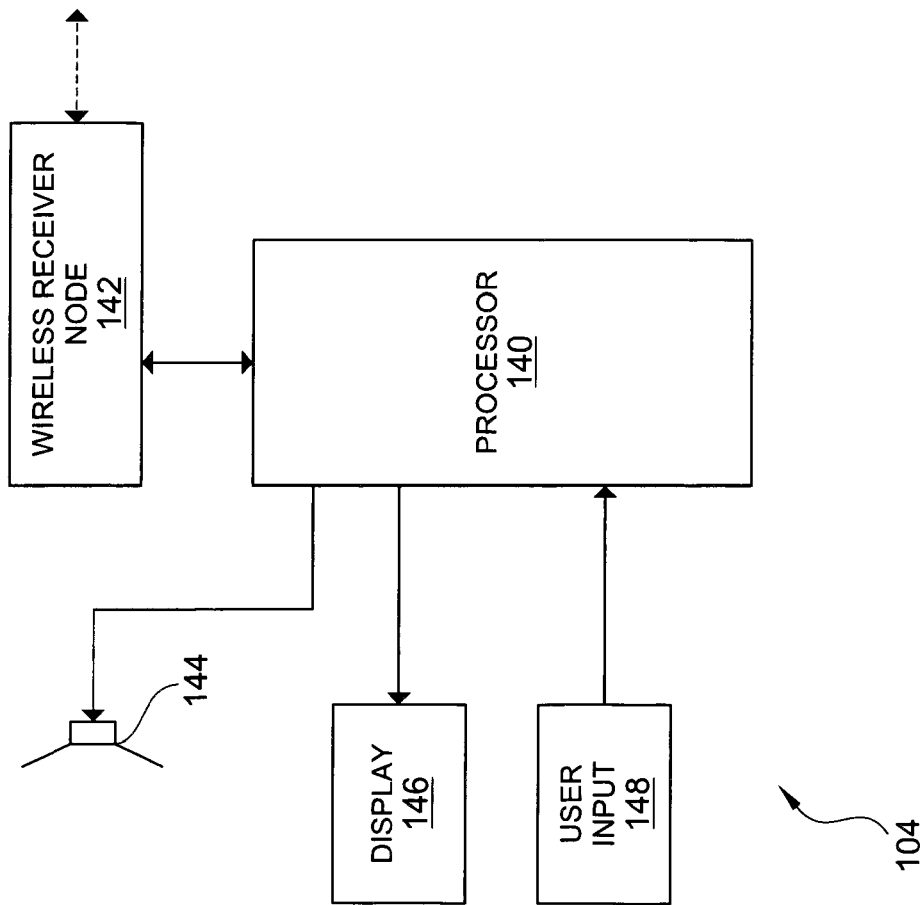 WIRELESS RECEIVER
NODE
142
PROCESSOR
140
144
DISPLAY
146
USER
INPUT
148
104